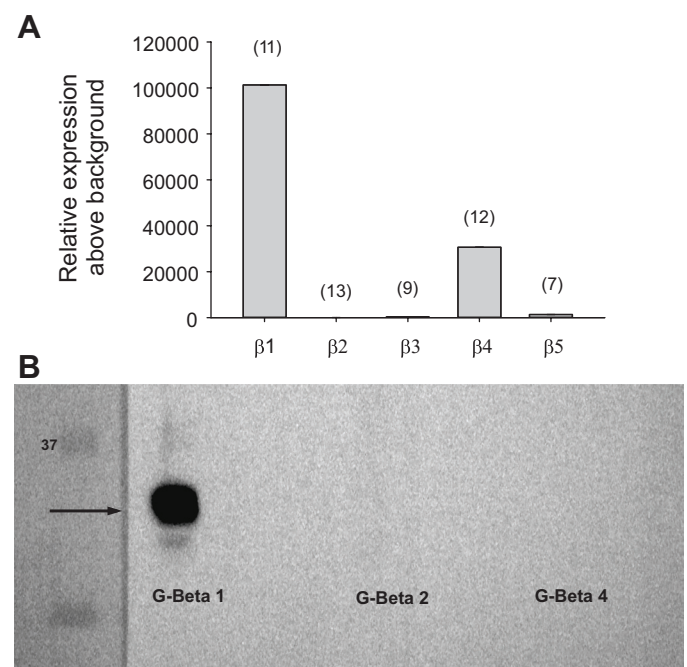 A
Relative expression
above background
120000
100000
80000
60000
40000
20000
0
(11)
(13)
(9)
(12)
(7)
β1 β2 β3 β4 β5
B
37
G-Beta 1 G-Beta 2 G-Beta 4